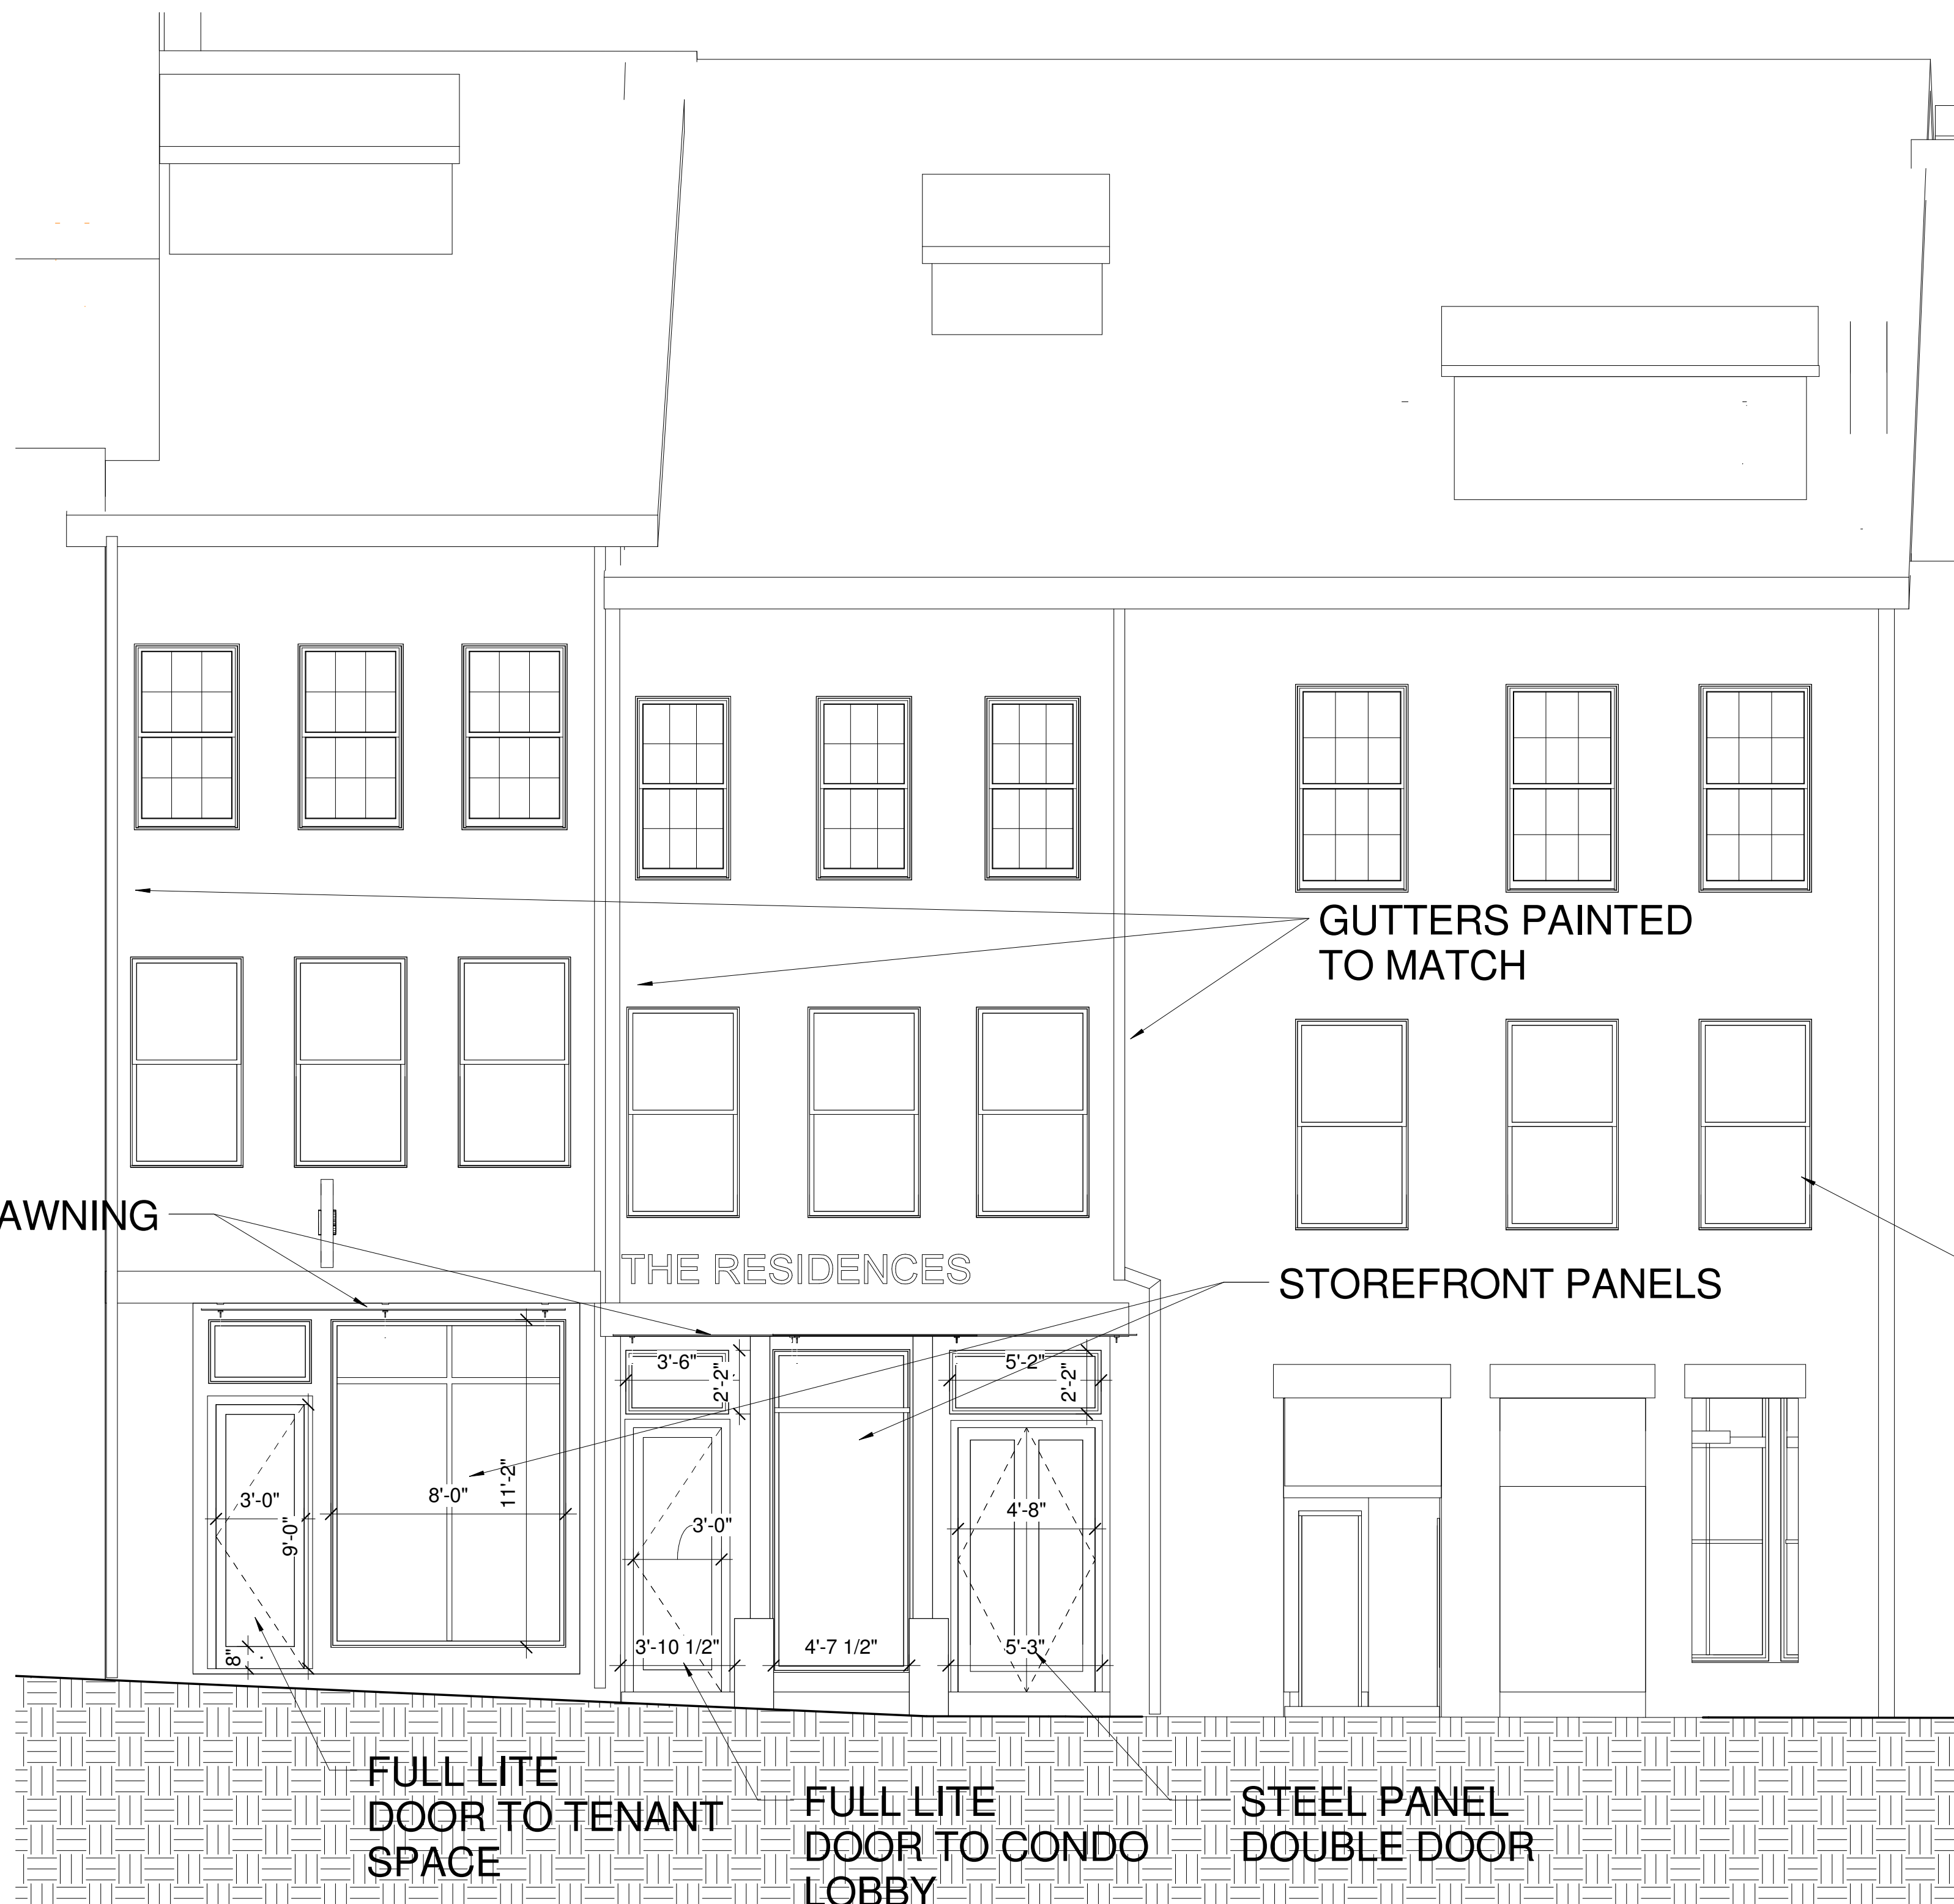 GUTTERS PAINTED
TO MATCH
AWNING
THE RESIDENCES
STOREFRONT PANELS
3'-6"
2'-2"
5'-2"
2'-2"
3'-0"
9'-0"
8'-0"
11'-2"
3'-0"
4'-8"
8"
3'-10 1/2"
4'-7 1/2"
5'-3"
FULL LITE
DOOR TO TENANT
SPACE
FULL LITE
DOOR TO CONDO
LOBBY
STEEL PANEL
DOUBLE DOOR